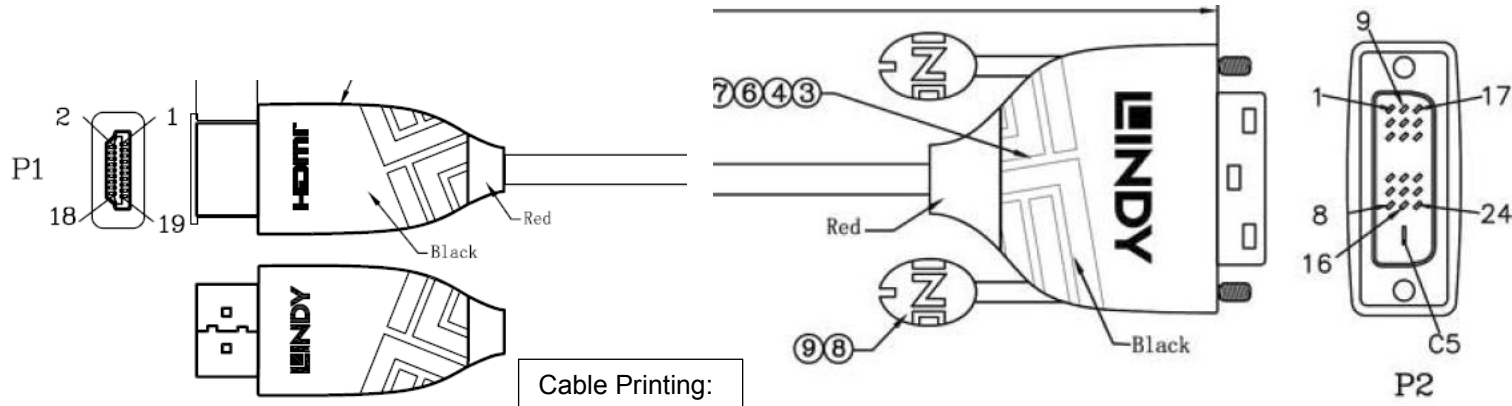 P1
2
1
18
19
HDMI
Red
Black
LINDY
Cable Printing:
⑦⑥④③
LINDY
Red
⑨⑧
Black
9
1
17
8
24
16
C5
P2